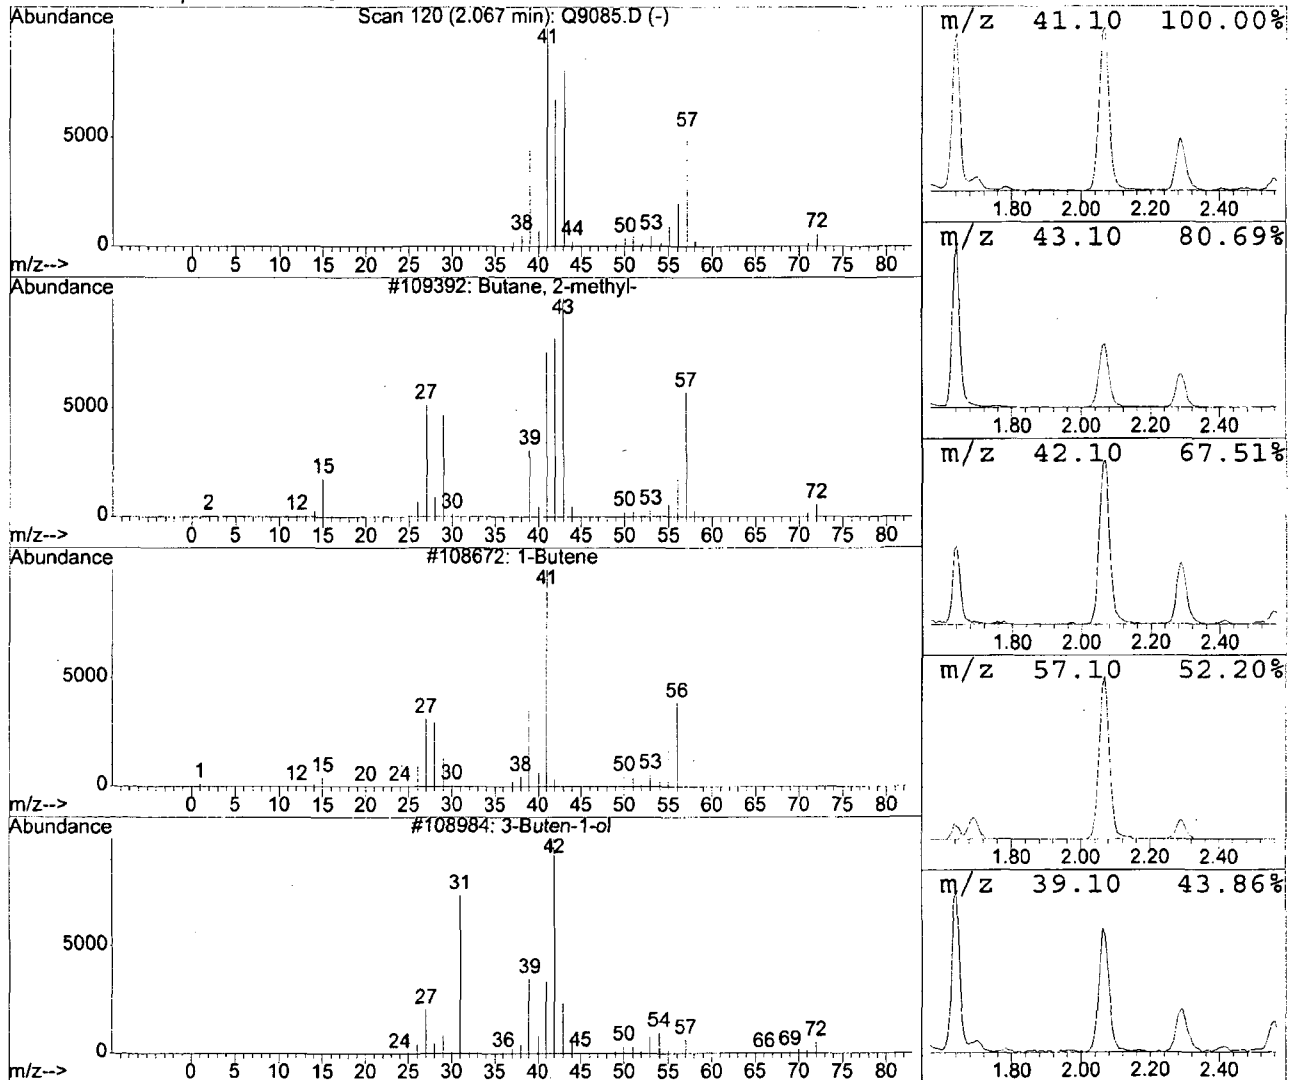 Abundance
Scan 120 (2.067 min): Q9085.D (-)
41
5000
57
38
44
50
53
72
0
m/z-->
0 5 10 15 20 25 30 35 40 45 50 55 60 65 70 75 80
Abundance
#109392: Butane, 2-methyl-
43
5000
27
57
39
15
2
12
30
50
53
72
0
m/z-->
0 5 10 15 20 25 30 35 40 45 50 55 60 65 70 75 80
Abundance
#108672: 1-Butene
41
5000
27
56
1
12
15
20
24
30
38
50
53
0
m/z-->
0 5 10 15 20 25 30 35 40 45 50 55 60 65 70 75 80
Abundance
#108984: 3-Buten-1-ol
42
31
5000
39
27
24
36
45
50
54
57
66
69
72
0
m/z-->
0 5 10 15 20 25 30 35 40 45 50 55 60 65 70 75 80
m/z 41.10 100.00%
1.80 2.00 2.20 2.40
m/z 43.10 80.69%
1.80 2.00 2.20 2.40
m/z 42.10 67.51%
1.80 2.00 2.20 2.40
m/z 57.10 52.20%
1.80 2.00 2.20 2.40
m/z 39.10 43.86%
1.80 2.00 2.20 2.40